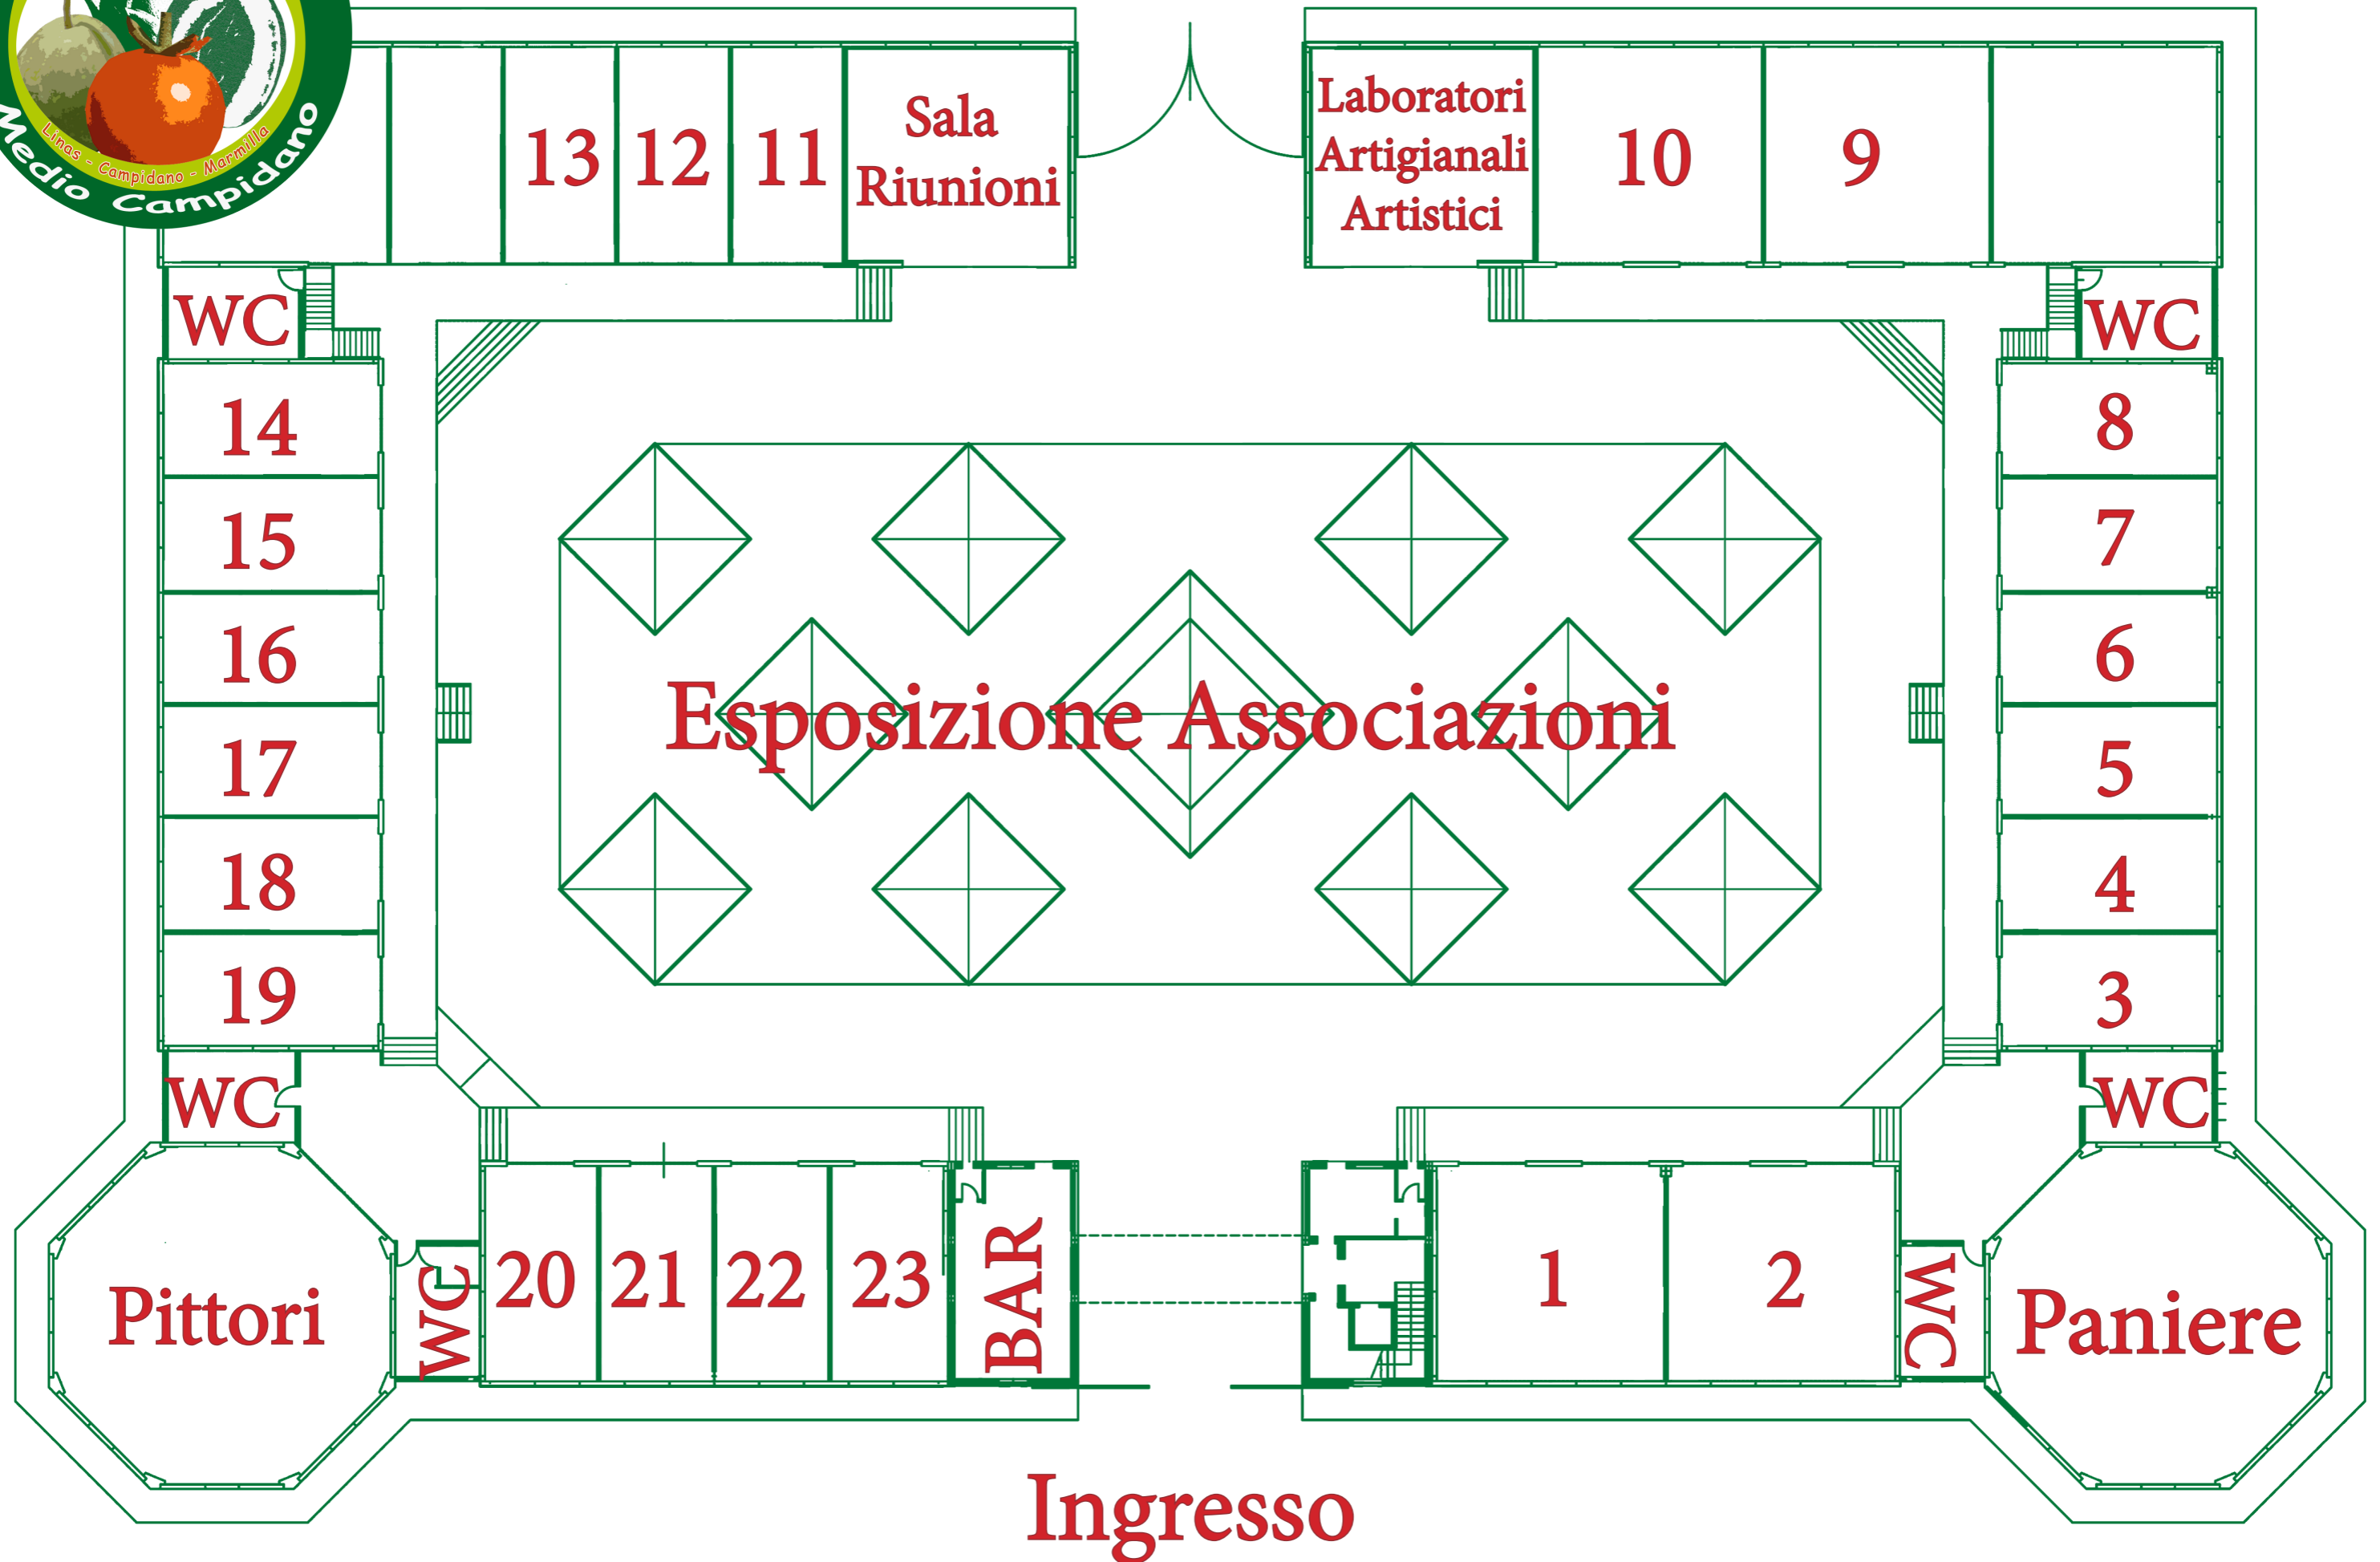 Medio Campidano
Linas - Campidano - Marmilla
13 12 11
Sala
Riunioni
Laboratori
Artigianali
Artistici
10 9
WC WC
14 8
15 7
16 6
Esposizione Associazioni
17 5
18 4
19 3
WC WC
Pittori WC 20 21 22 23 BAR 1 2 WC Paniere
Ingresso